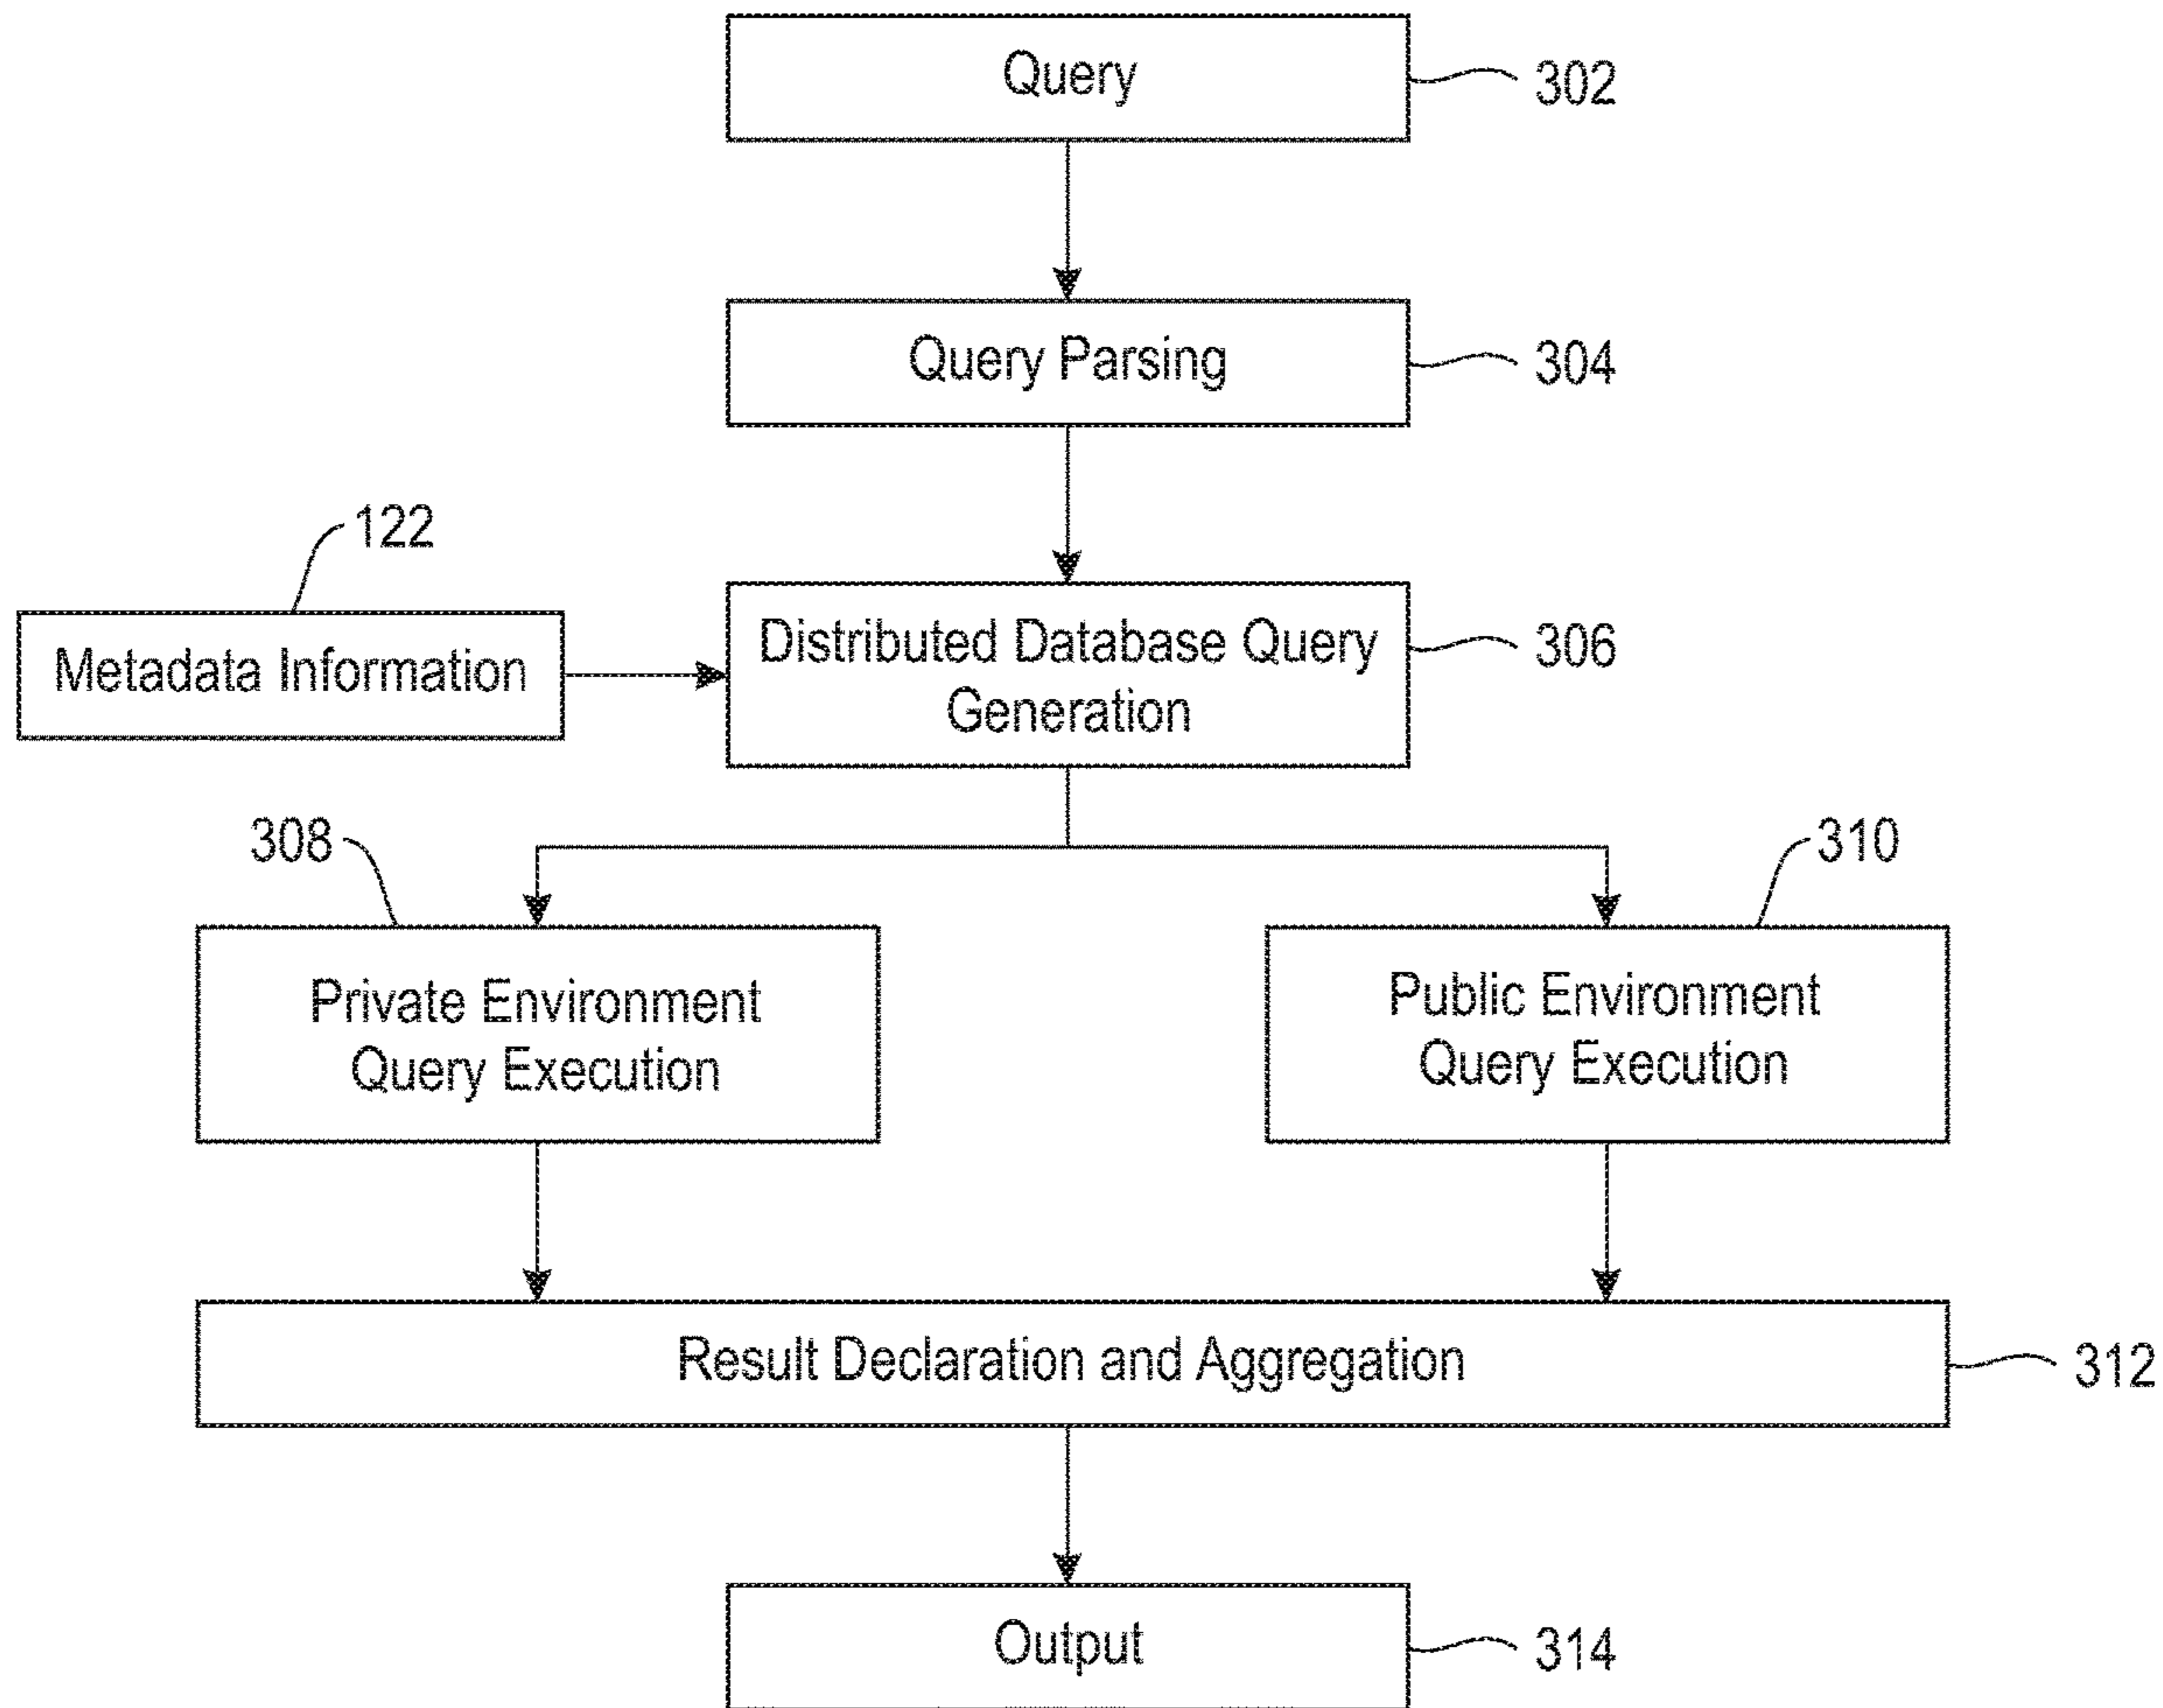 Query
302
Query Parsing
304
122
Metadata Information
Distributed Database Query
Generation
306
308
310
Private Environment
Query Execution
Public Environment
Query Execution
Result Declaration and Aggregation
312
Output
314